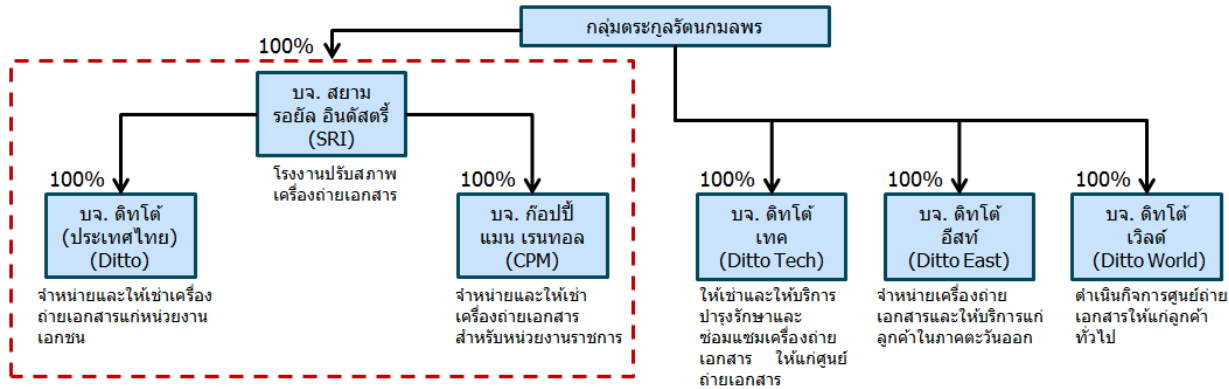 กลุ่มตระกูลรัตนกมลพร
100%
บจ. สยาม
รอยัล อินดัสตรี้
(SRI)
โรงงานปรับสภาพ
เครื่องถ่ายเอกสาร
100%
บจ. ดิทโต้
(ประเทศไทย)
(Ditto)
จำหน่ายและให้เช่าเครื่อง
ถ่ายเอกสารแก่หน่วยงาน
เอกชน
100%
บจ. ก๊อปปี้
แมน เรนทอล
(CPM)
จำหน่ายและให้เช่า
เครื่องถ่ายเอกสาร
สำหรับหน่วยงานราชการ
100%
บจ. ดิทโต้
เทค
(Ditto Tech)
ให้เช่าและให้บริการ
บำรุงรักษาและ
ซ่อมแซมเครื่องถ่าย
เอกสาร ให้แก่ศูนย์
ถ่ายเอกสาร
100%
บจ. ดิทโต้
อีสท์
(Ditto East)
จำหน่ายเครื่องถ่าย
เอกสารและให้บริการแก่
ลูกค้าในภาคตะวันออก
100%
บจ. ดิทโต้
เวิลด์
(Ditto World)
ดำเนินกิจการศูนย์ถ่าย
เอกสารให้แก่ลูกค้า
ทั่วไป